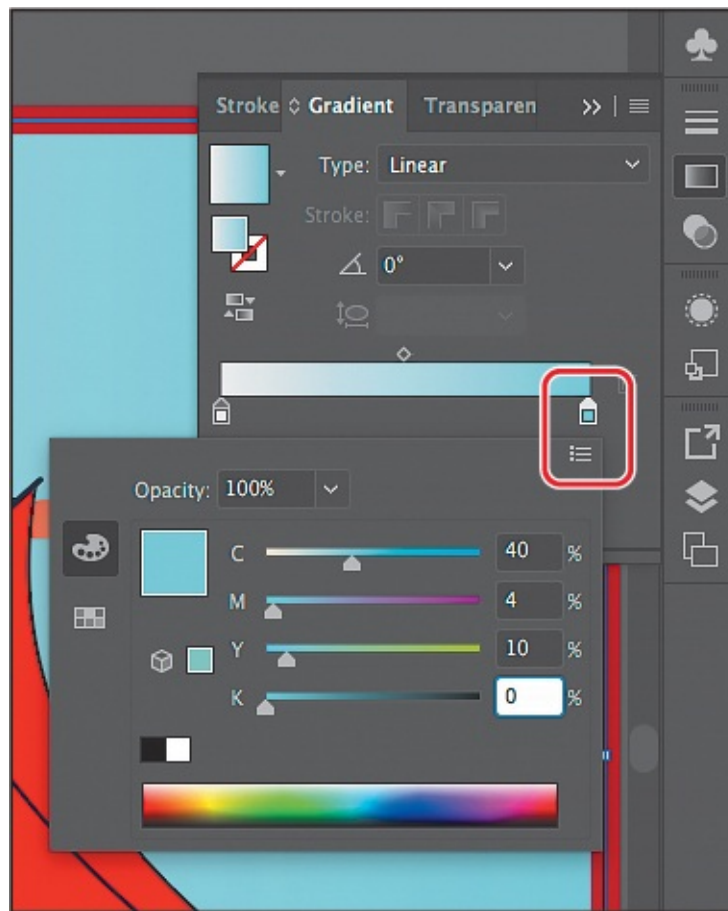 Stroke Gradient Transparen
Type: Linear
Stroke:
0°
Opacity: 100%
C 40 %
M 4 %
Y 10 %
K 0 %